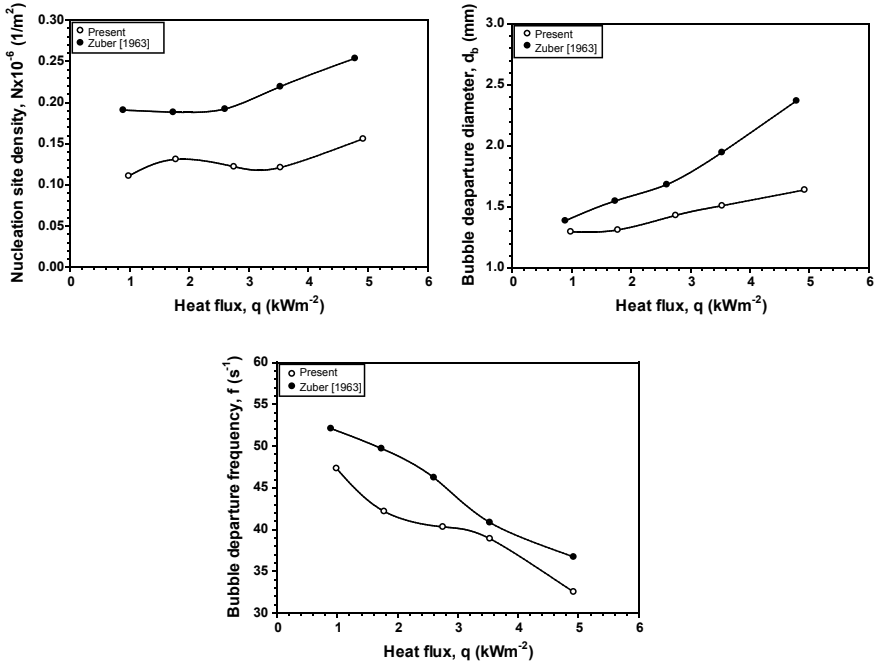 Nucleation site density, Nx10⁻⁶ (1/m²)
0.30
0.25
0.20
0.15
0.10
0.05
0.00
Present
Zuber [1963]
0 1 2 3 4 5 6
Heat flux, q (kWm⁻²)
Bubble deaparture diameter, d_b (mm)
3.0
2.5
2.0
1.5
1.0
Present
Zuber [1963]
0 1 2 3 4 5 6
Heat flux, q (kWm⁻²)
Bubble departure frequency, f (s⁻¹)
60
55
50
45
40
35
30
Present
Zuber [1963]
0 1 2 3 4 5 6
Heat flux, q (kWm⁻²)